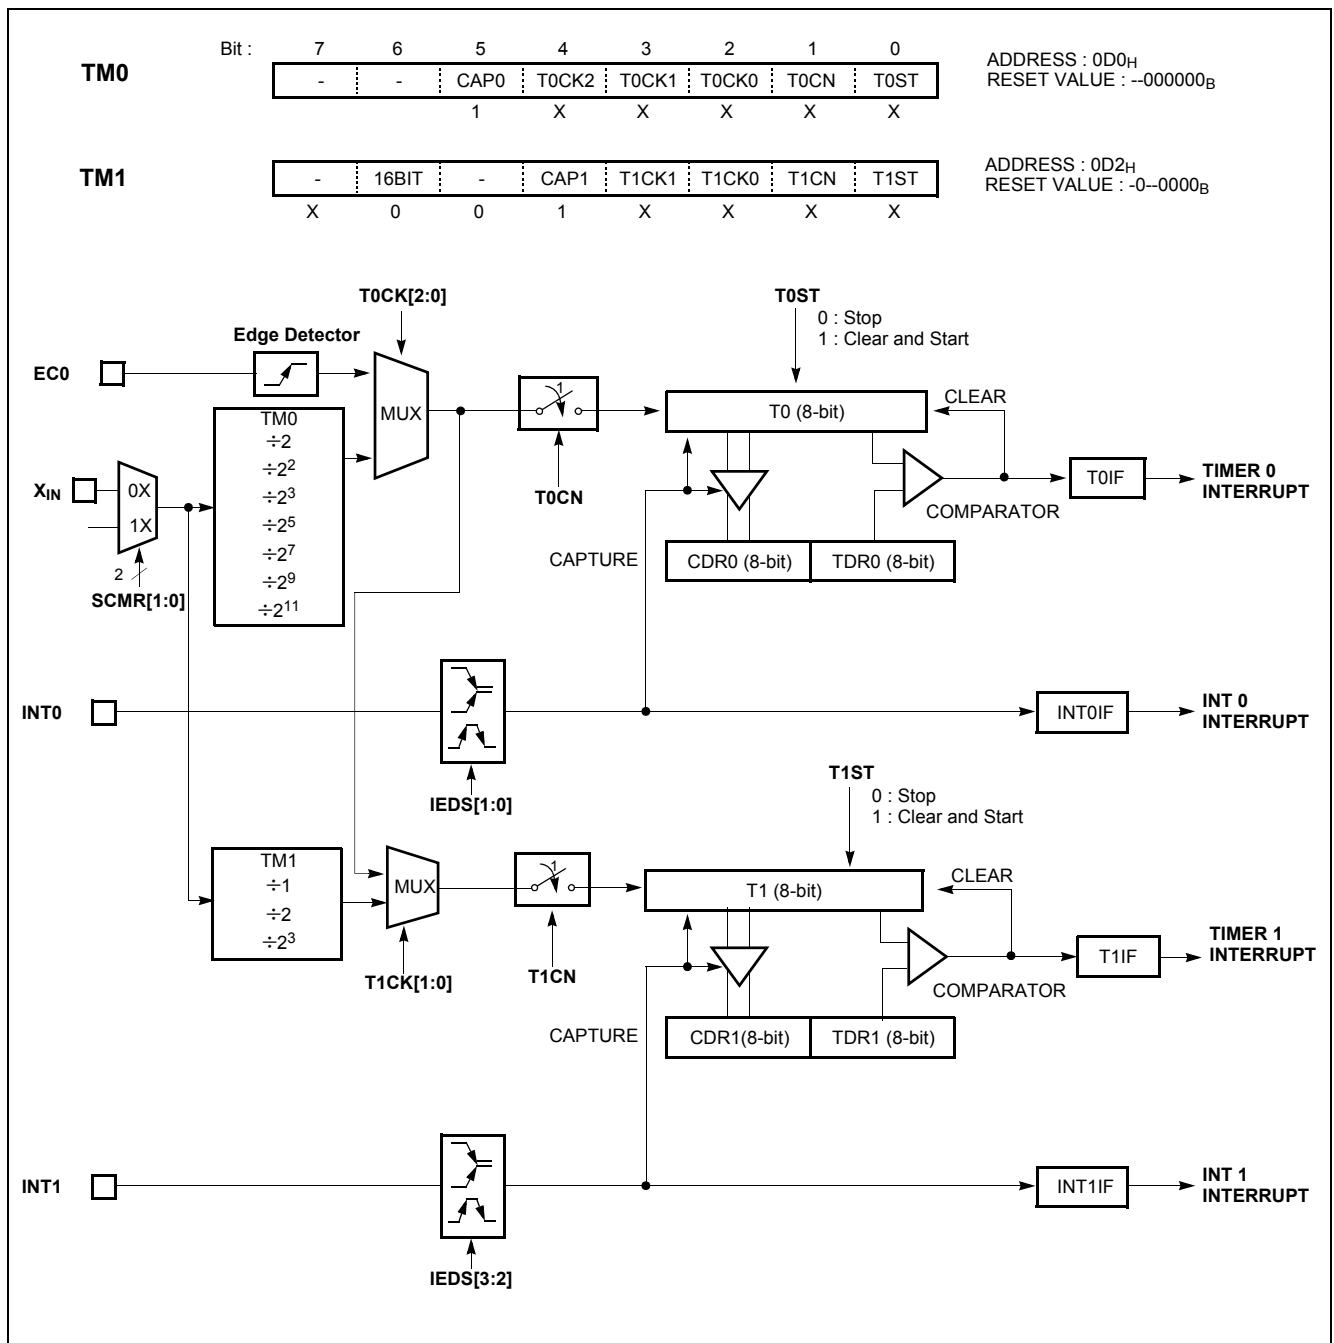 Bit : 7 6 5 4 3 2 1 0
TM0 - - CAP0 T0CK2 T0CK1 T0CK0 T0CN T0ST
ADDRESS : 0D0H
RESET VALUE : --000000B
1 X X X X X
TM1 - 16BIT - CAP1 T1CK1 T1CK0 T1CN T1ST
ADDRESS : 0D2H
RESET VALUE : -0--0000B
X 0 0 1 X X X X
T0CK[2:0]
T0ST
0 : Stop
1 : Clear and Start
Edge Detector
EC0
MUX
1
T0 (8-bit)
CLEAR
TM0
÷2
÷2²
÷2³
÷2⁵
÷2⁷
÷2⁹
÷2¹¹
XIN
0X
1X
2
SCMR[1:0]
T0CN
COMPARATOR
T0IF
TIMER 0
INTERRUPT
CAPTURE
CDR0 (8-bit)
TDR0 (8-bit)
INT0
IEDS[1:0]
INT0IF
INT 0
INTERRUPT
T1ST
0 : Stop
1 : Clear and Start
TM1
÷1
÷2
÷2³
MUX
1
T1 (8-bit)
CLEAR
T1CK[1:0]
T1CN
COMPARATOR
T1IF
TIMER 1
INTERRUPT
CAPTURE
CDR1(8-bit)
TDR1 (8-bit)
INT1
IEDS[3:2]
INT1IF
INT 1
INTERRUPT